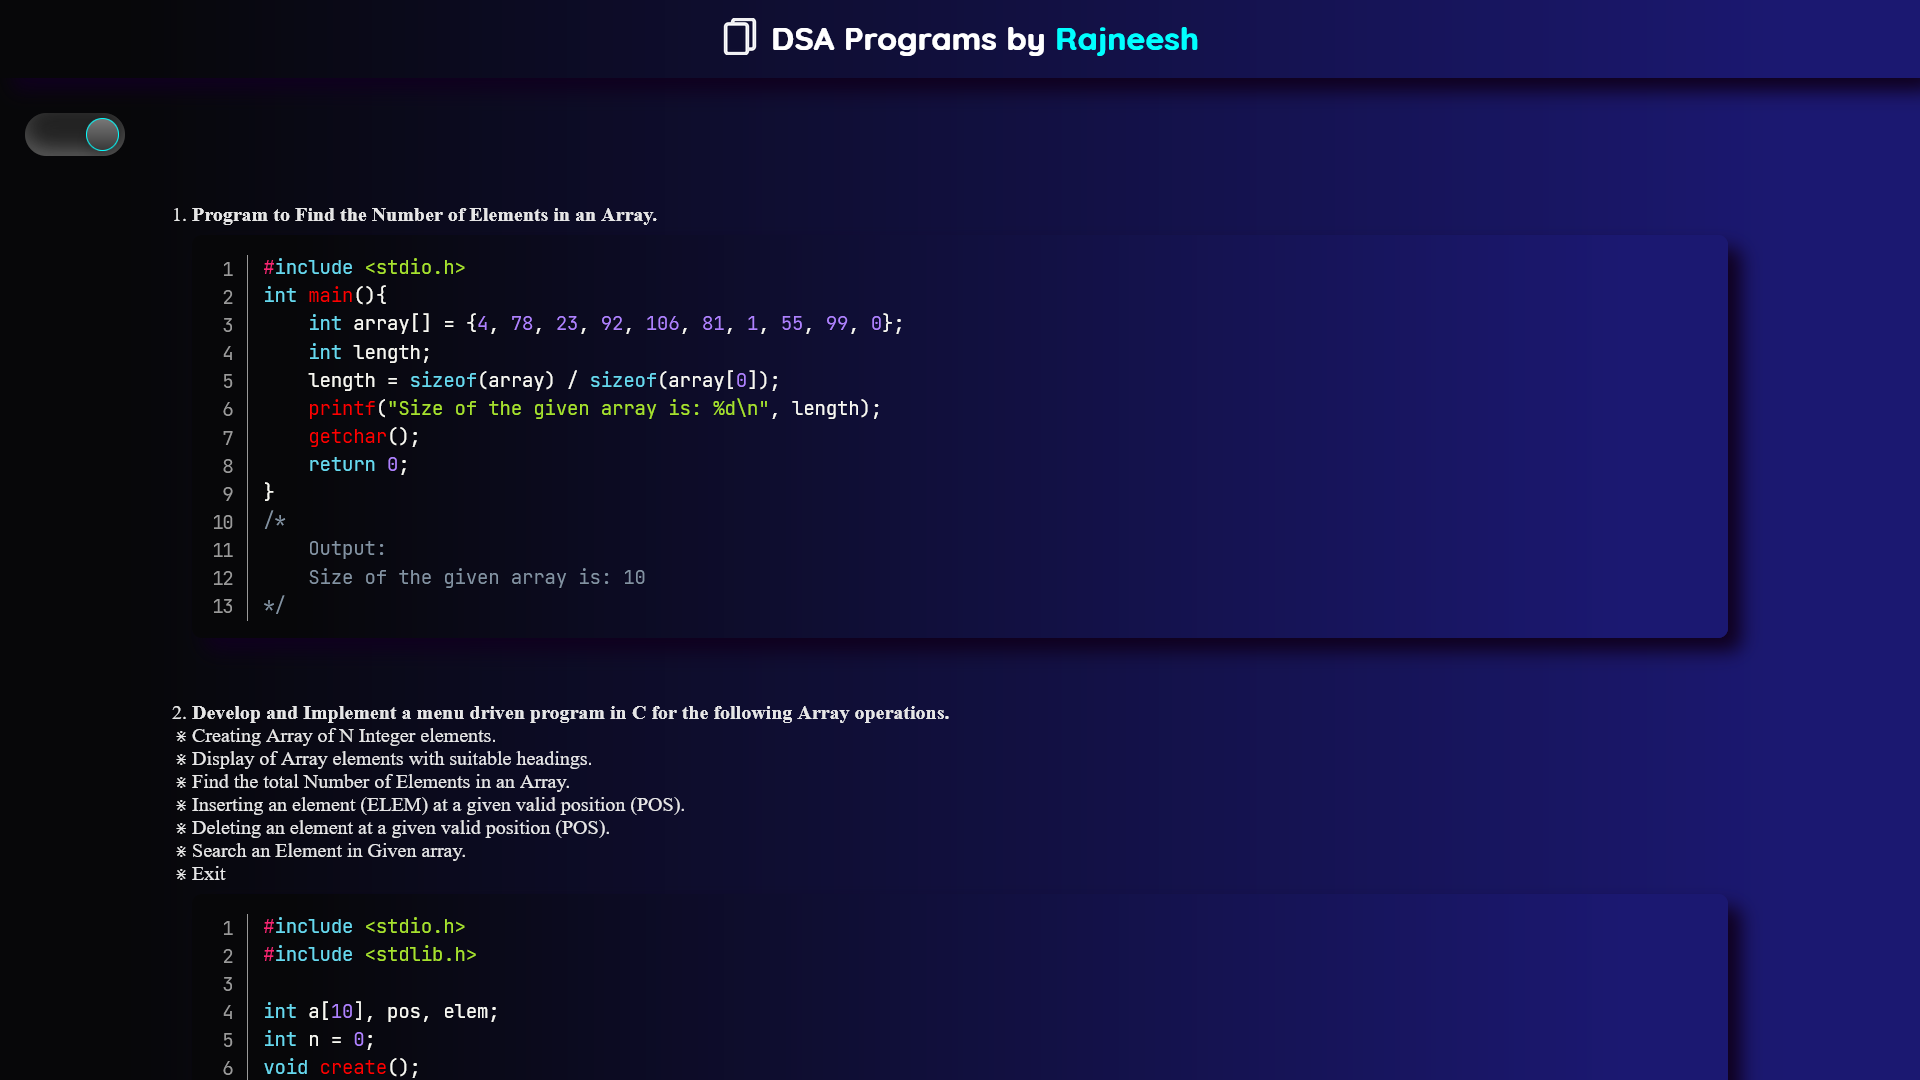 DSA Programs by Rajneesh
1. Program to Find the Number of Elements in an Array.
1 #include <stdio.h>
2 int main(){
3     int array[] = {4, 78, 23, 92, 106, 81, 1, 55, 99, 0};
4     int length;
5     length = sizeof(array) / sizeof(array[0]);
6     printf("Size of the given array is: %d\n", length);
7     getchar();
8     return 0;
9 }
10 /*
11     Output:
12     Size of the given array is: 10
13 */
2. Develop and Implement a menu driven program in C for the following Array operations.
※ Creating Array of N Integer elements.
※ Display of Array elements with suitable headings.
※ Find the total Number of Elements in an Array.
※ Inserting an element (ELEM) at a given valid position (POS).
※ Deleting an element at a given valid position (POS).
※ Search an Element in Given array.
※ Exit
1 #include <stdio.h>
2 #include <stdlib.h>
3
4 int a[10], pos, elem;
5 int n = 0;
6 void create();